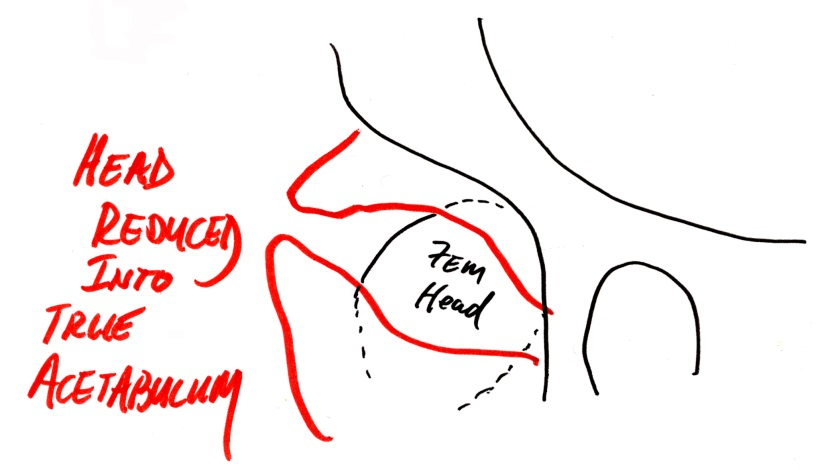 HEAD
REDUCED
INTO
TRUE
ACETABULUM
Fem
Head